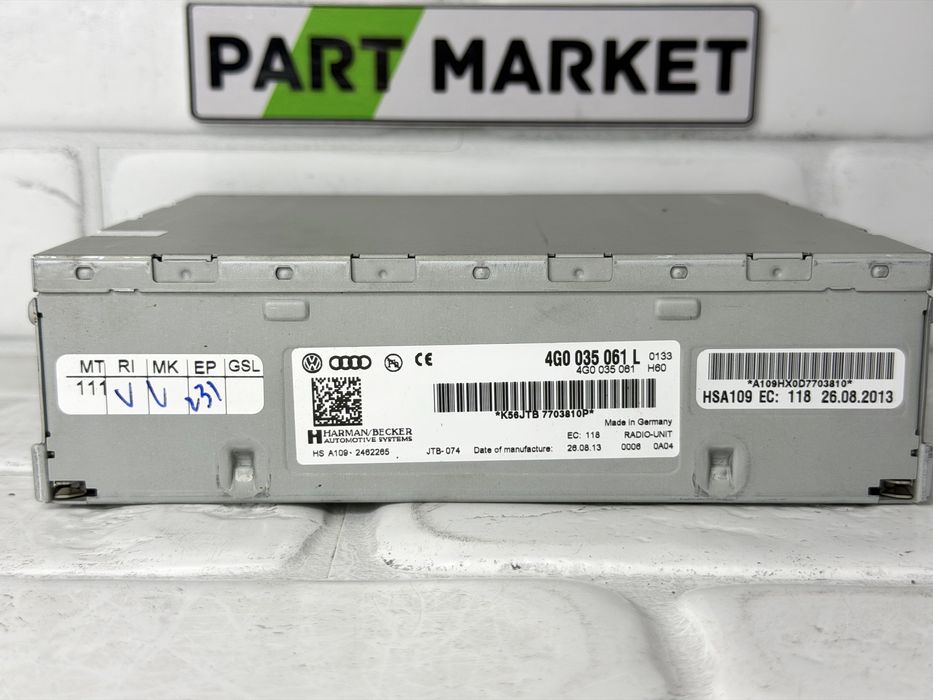 PART MARKET
MT RI MK EP GSL
111 V V 231
4G0 035 061 L 0133
4G0 035 061 H60
*K56JTB 7703810P*
Made in Germany
HARMAN/BECKER
AUTOMOTIVE SYSTEMS
EC: 118 RADIO-UNIT
HS A109 - 2462265 JTB-074 Date of manufacture: 26.08.13 0006 0A04
*A109HX0D7703810*
HSA109 EC: 118 26.08.2013